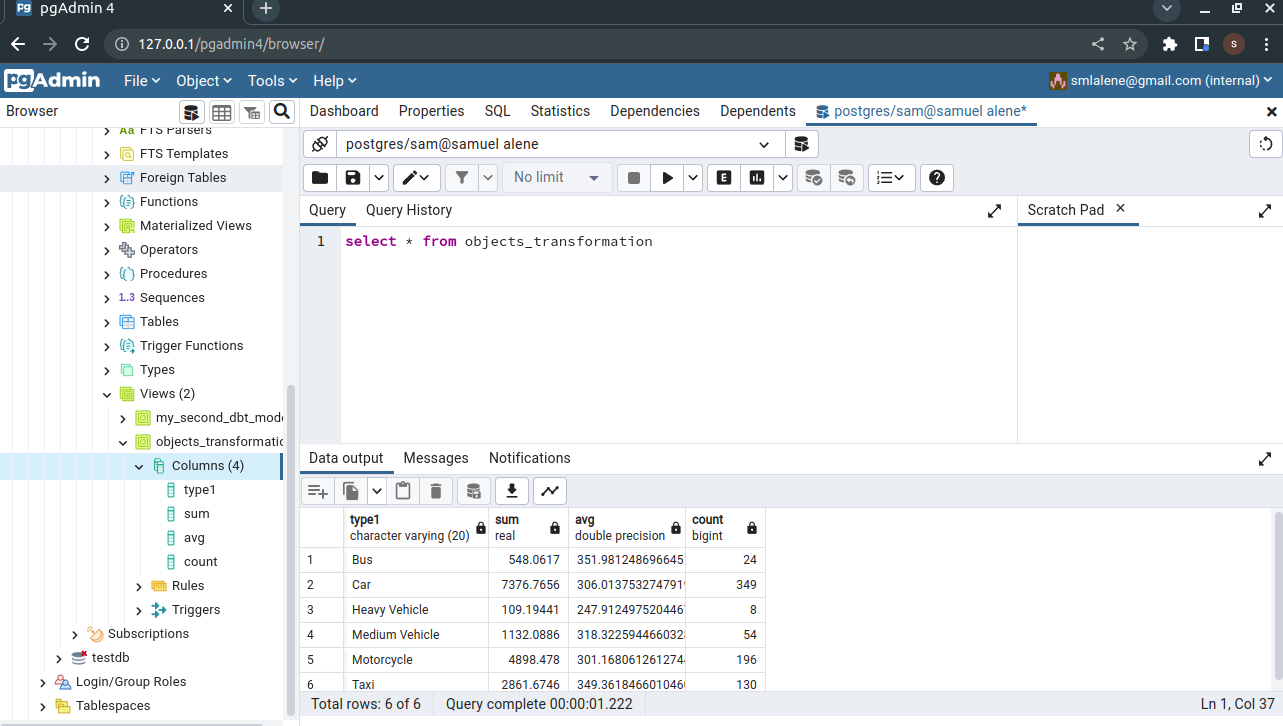 pgAdmin 4
127.0.0.1/pgadmin4/browser/
S
pgAdmin File Object Tools Help smlalene@gmail.com (internal)
Browser
Dashboard Properties SQL Statistics Dependencies Dependents postgres/sam@samuel alene*
FTS Parsers
FTS Templates
Foreign Tables
Functions
Materialized Views
Operators
Procedures
1.3 Sequences
Tables
Trigger Functions
Types
Views (2)
my_second_dbt_mode
objects_transformatic
Columns (4)
type1
sum
avg
count
Rules
Triggers
Subscriptions
testdb
Login/Group Roles
Tablespaces
postgres/sam@samuel alene
No limit
E
Query Query History
Scratch Pad
1 select * from objects_transformation
Data output Messages Notifications
type1 sum avg count
character varying (20) real double precision bigint
1 Bus 548.0617 351.981248696645 24
2 Car 7376.7656 306.013753274791 349
3 Heavy Vehicle 109.19441 247.912497520446 8
4 Medium Vehicle 1132.0886 318.322594466032 54
5 Motorcycle 4898.478 301.168061261274 196
6 Taxi 2861.6746 349.361846601046 130
Total rows: 6 of 6 Query complete 00:00:01.222
Ln 1, Col 37